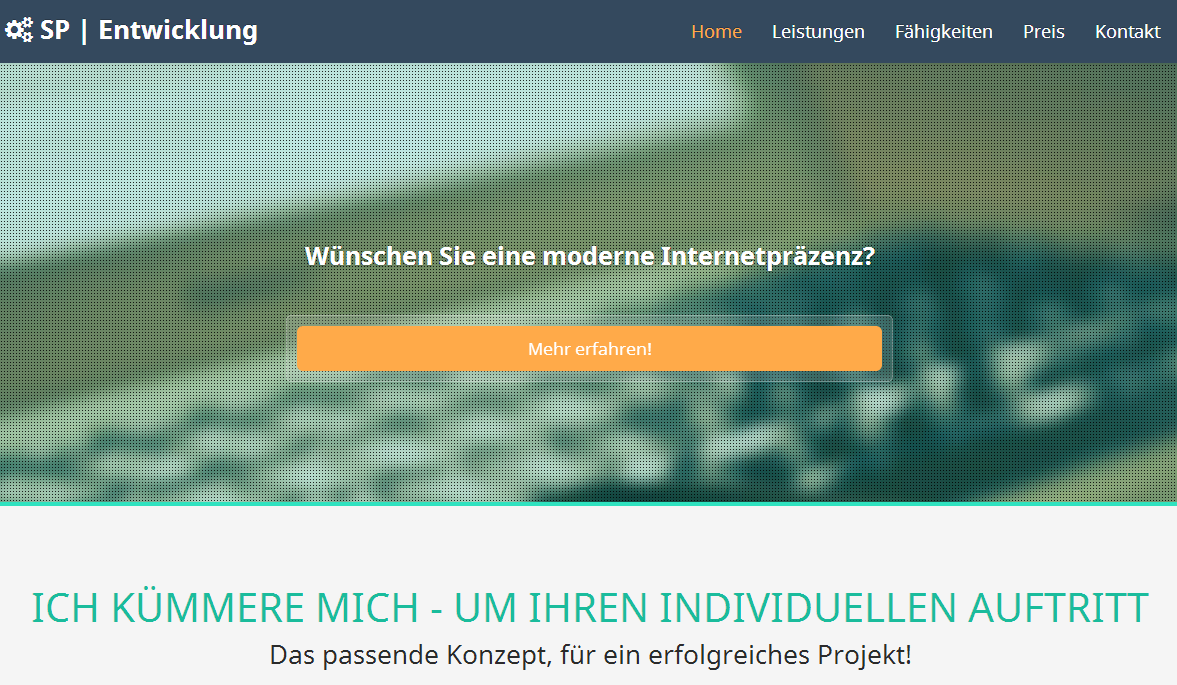 SP | Entwicklung
Home Leistungen Fähigkeiten Preis Kontakt
Wünschen Sie eine moderne Internetpräzenz?
Mehr erfahren!
ICH KÜMMERE MICH - UM IHREN INDIVIDUELLEN AUFTRITT
Das passende Konzept, für ein erfolgreiches Projekt!